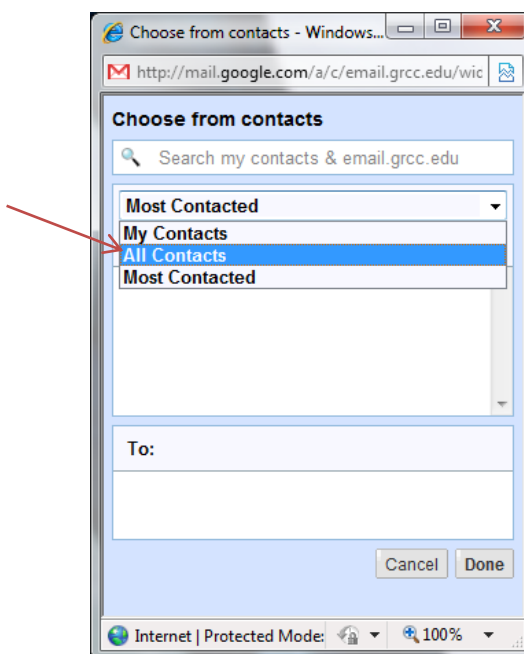 Choose from contacts - Windows...
http://mail.google.com/a/c/email.grcc.edu/wic
Choose from contacts
Search my contacts & email.grcc.edu
Most Contacted
My Contacts
All Contacts
Most Contacted
To:
Cancel Done
Internet | Protected Mode: 100%